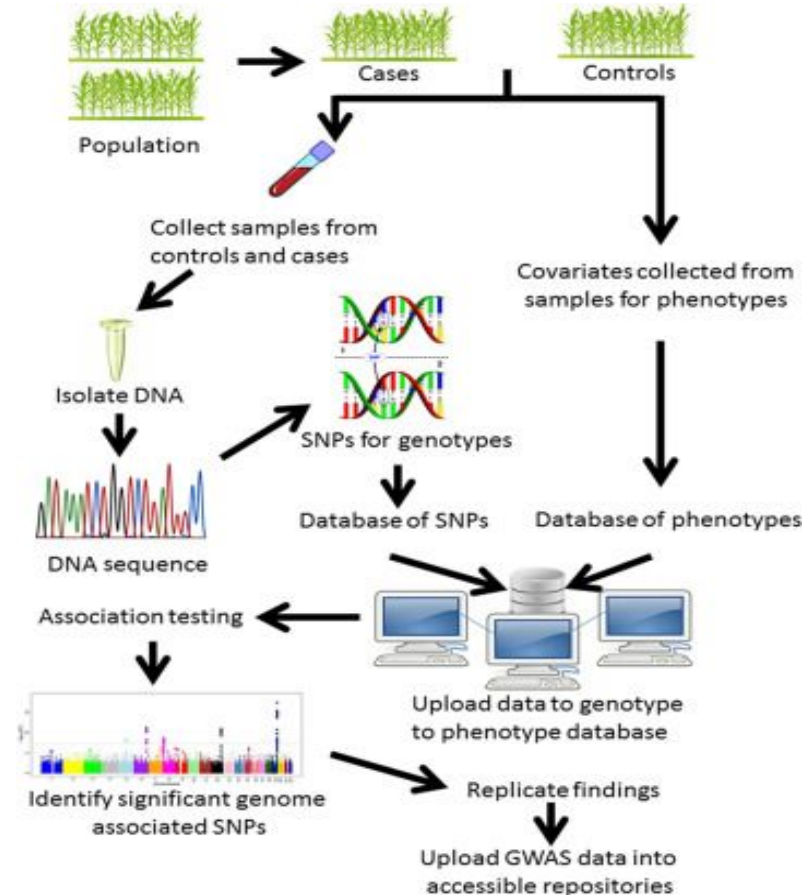 Cases
Controls
Population
Collect samples from
controls and cases
Covariates collected from
samples for phenotypes
Isolate DNA
SNPs for genotypes
Database of SNPs
Database of phenotypes
DNA sequence
Association testing
Upload data to genotype
to phenotype database
Identify significant genome
associated SNPs
Replicate findings
Upload GWAS data into
accessible repositories